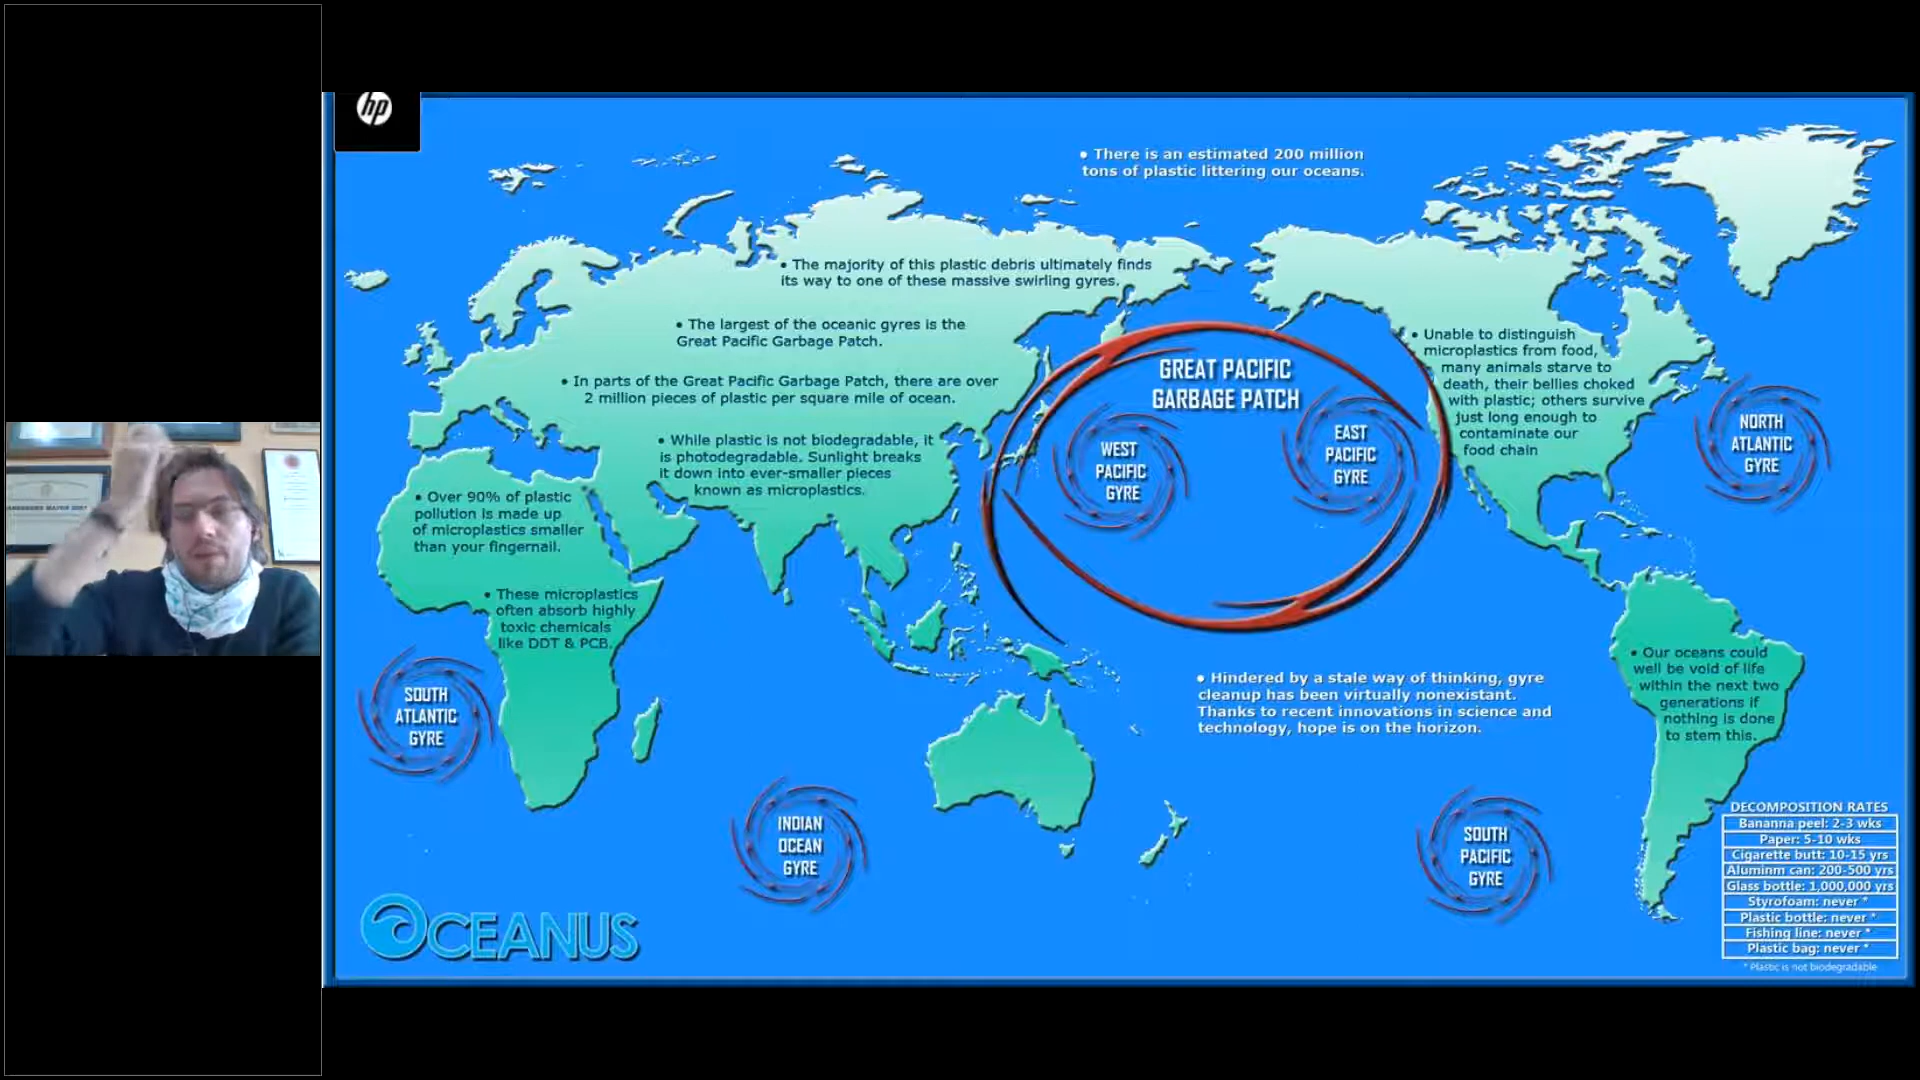 hp
• There is an estimated 200 million
tons of plastic littering our oceans.
• The majority of this plastic debris ultimately finds
its way to one of these massive swirling gyres.
• The largest of the oceanic gyres is the
Great Pacific Garbage Patch.
• In parts of the Great Pacific Garbage Patch, there are over
2 million pieces of plastic per square mile of ocean.
• While plastic is not biodegradable, it
is photodegradable. Sunlight breaks
it down into ever-smaller pieces
known as microplastics.
• Over 90% of plastic
pollution is made up
of microplastics smaller
than your fingernail.
• These microplastics
often absorb highly
toxic chemicals
like DDT & PCB.
GREAT PACIFIC
GARBAGE PATCH
WEST
PACIFIC
GYRE
EAST
PACIFIC
GYRE
• Unable to distinguish
microplastics from food,
many animals starve to
death, their bellies choked
with plastic; others survive
just long enough to
contaminate our
food chain
NORTH
ATLANTIC
GYRE
SOUTH
ATLANTIC
GYRE
INDIAN
OCEAN
GYRE
• Hindered by a stale way of thinking, gyre
cleanup has been virtually nonexistant.
Thanks to recent innovations in science and
technology, hope is on the horizon.
• Our oceans could
well be void of life
within the next two
generations if
nothing is done
to stem this.
SOUTH
PACIFIC
GYRE
OCEANUS
DECOMPOSITION RATES
Bananna peel: 2-3 wks
Paper: 5-10 wks
Cigarette butt: 10-15 yrs
Aluminm can: 200-500 yrs
Glass bottle: 1,000,000 yrs
Styrofoam: never *
Plastic bottle: never *
Fishing line: never *
Plastic bag: never *
* Plastic is not biodegradable